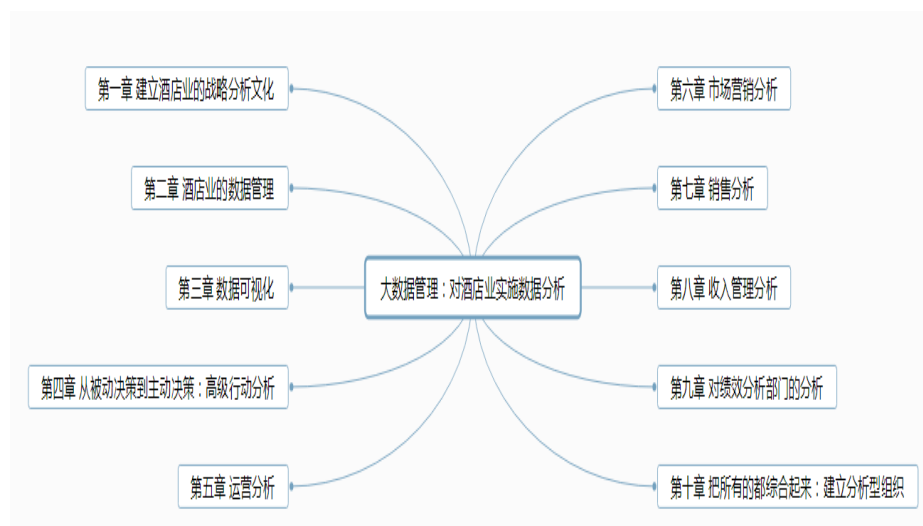 第一章 建立酒店业的战略分析文化
第二章 酒店业的数据管理
第三章 数据可视化
第四章 从被动决策到主动决策：高级行动分析
第五章 运营分析
大数据管理：对酒店业实施数据分析
第六章 市场营销分析
第七章 销售分析
第八章 收入管理分析
第九章 对绩效分析部门的分析
第十章 把所有的都综合起来：建立分析型组织